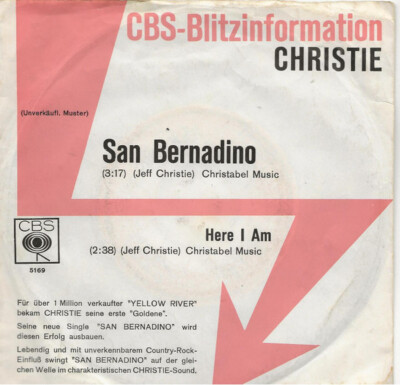 CBS-Blitzinformation
CHRISTIE
(Unverkäufl. Muster)
San Bernadino
(3:17) (Jeff Christie) Christabel Music
CBS
5169
Here I Am
(2:38) (Jeff Christie) Christabel Music
Für über 1 Million verkaufter "YELLOW RIVER"
bekam CHRISTIE seine erste "Goldene".
Seine neue Single "SAN BERNADINO" wird
diesen Erfolg ausbauen.
Lebendig und mit unverkennbarem Country-Rock-
Einfluß swingt "SAN BERNADINO" auf der glei-
chen Welle im charakteristischen CHRISTIE-Sound.